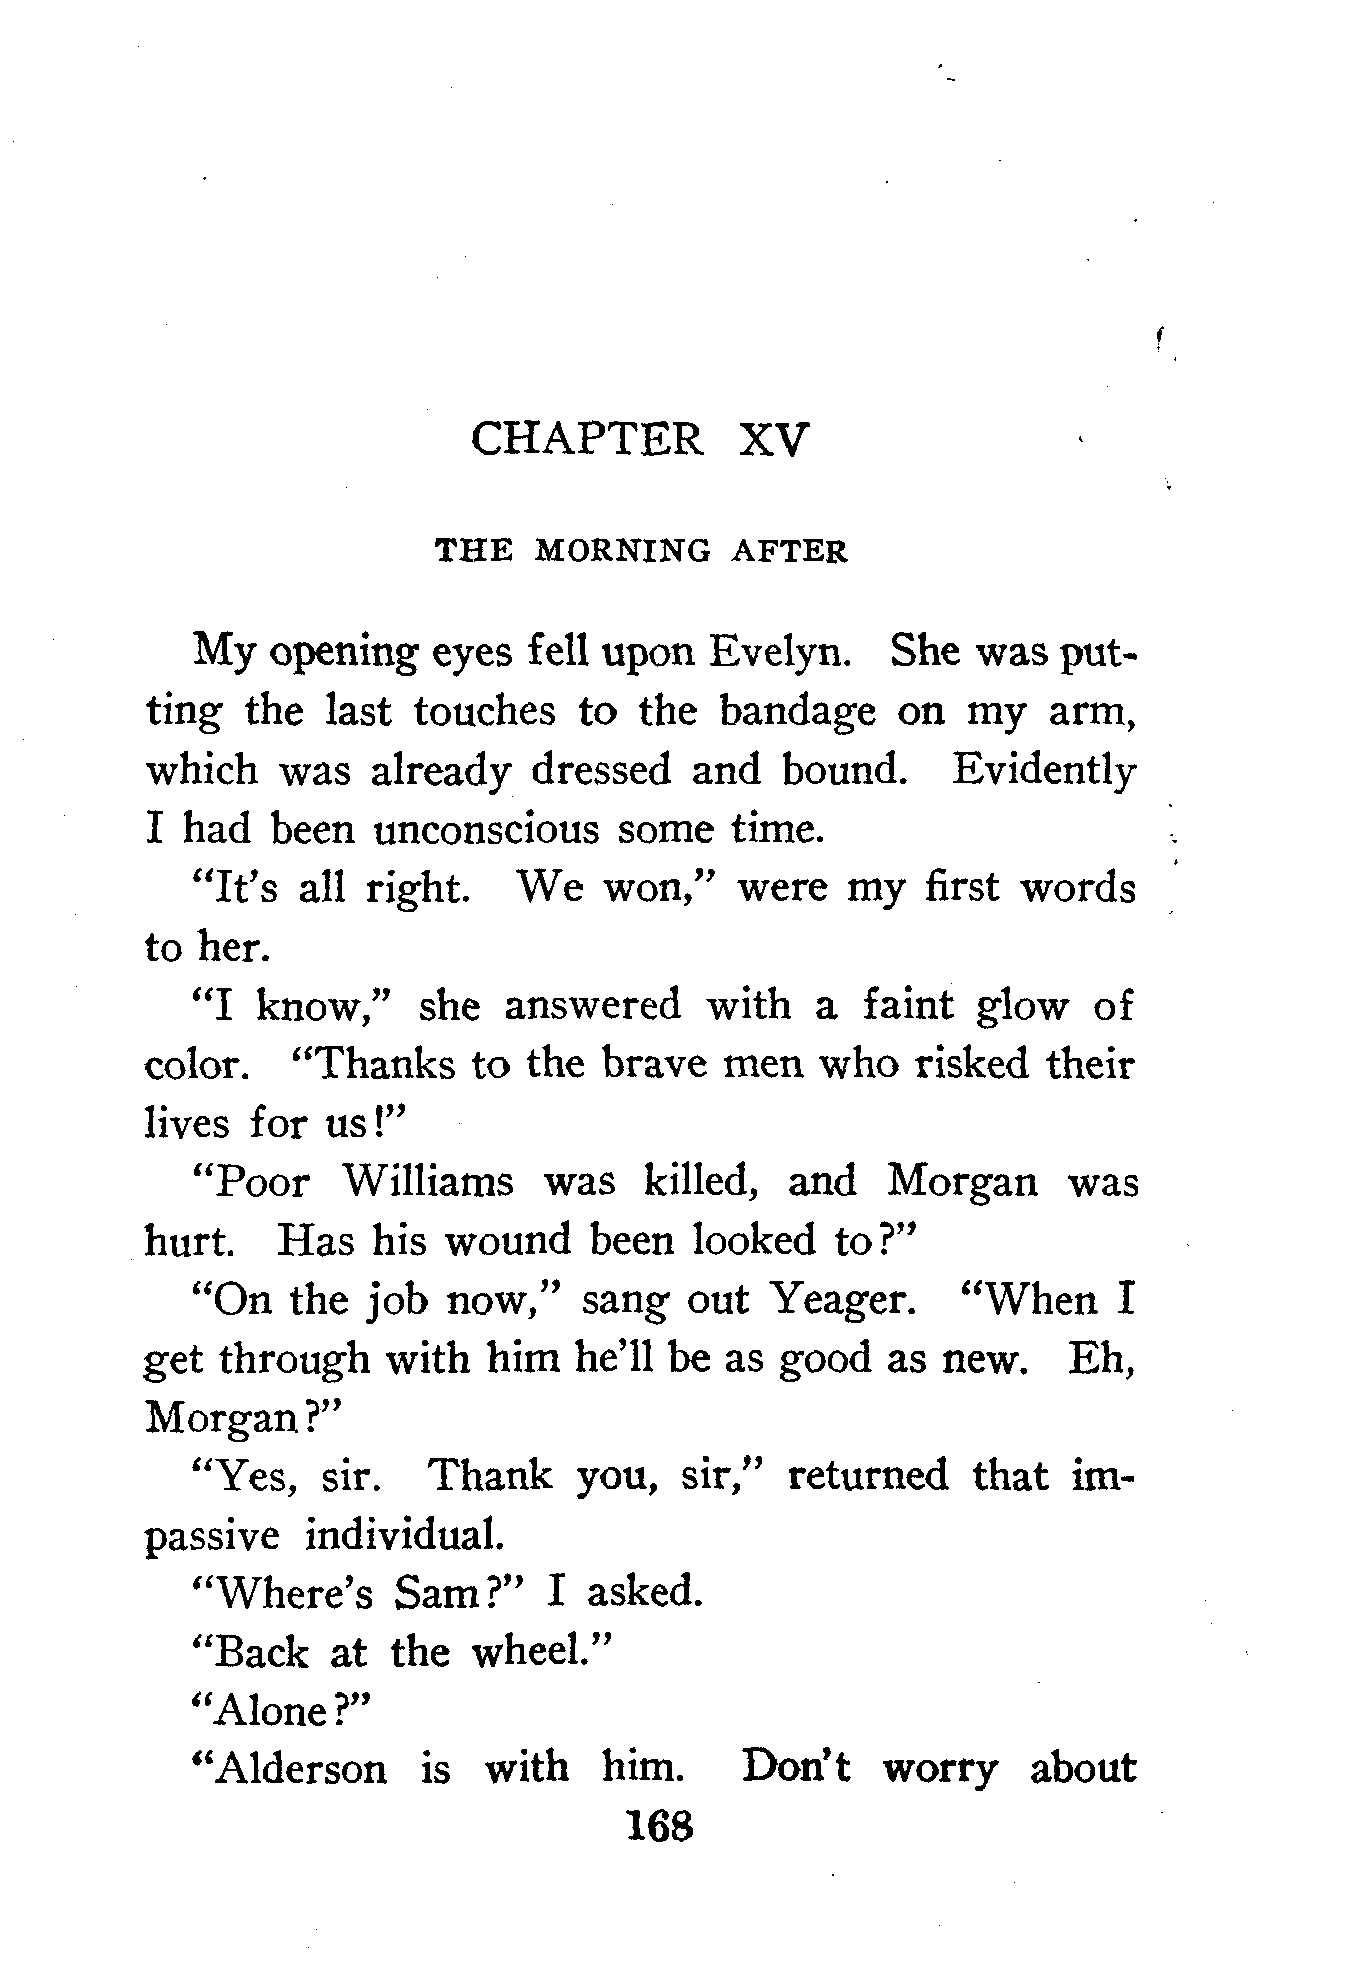 CHAPTER XV
THE MORNING AFTER
My opening eyes fell upon Evelyn. She was put-
ting the last touches to the bandage on my arm,
which was already dressed and bound. Evidently
I had been unconscious some time.
"It's all right. We won," were my first words
to her.
"I know," she answered with a faint glow of
color. "Thanks to the brave men who risked their
lives for us!"
"Poor Williams was killed, and Morgan was
hurt. Has his wound been looked to?"
"On the job now," sang out Yeager. "When I
get through with him he'll be as good as new. Eh,
Morgan?"
"Yes, sir. Thank you, sir," returned that im-
passive individual.
"Where's Sam?" I asked.
"Back at the wheel."
"Alone?"
"Alderson is with him. Don't worry about
168